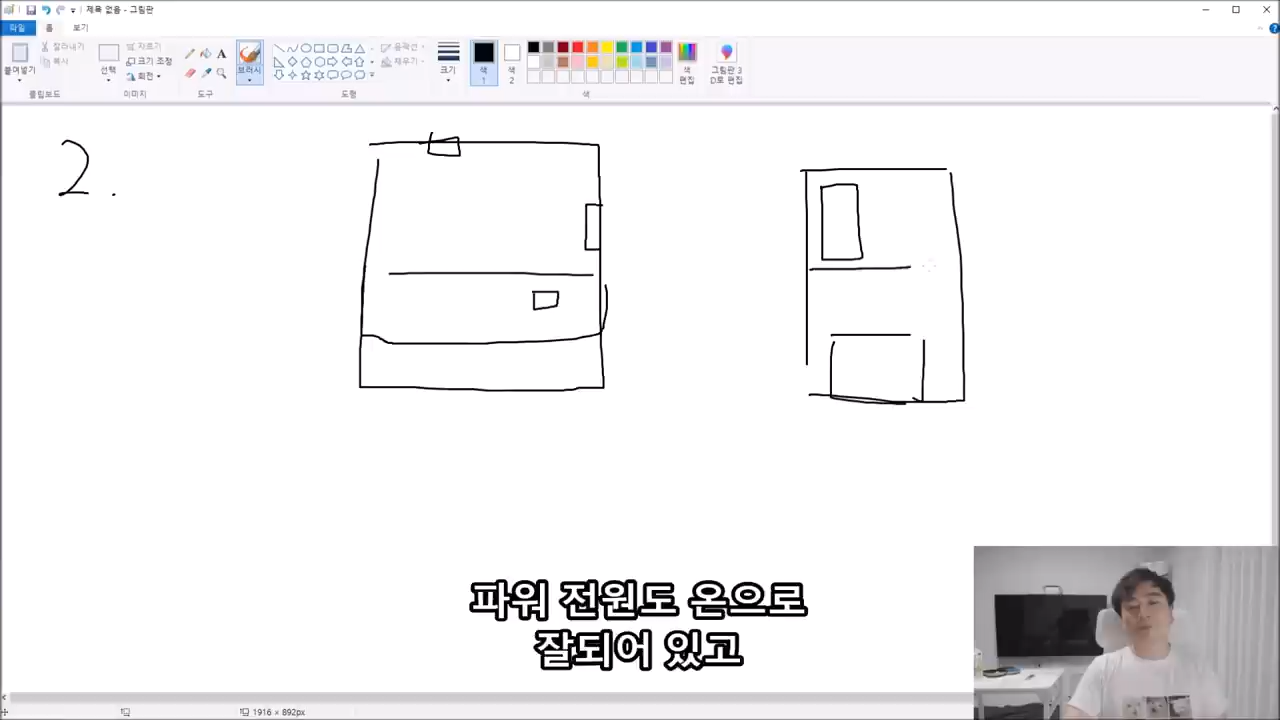 제목 없음 - 그림판
파일 홈 보기
붙여넣기
잘라내기
복사
클립보드
선택
자르기
크기 조정
회전
이미지
도구
브러시
윤곽선
채우기
도형
크기
색
1
색
2
색
색
편집
그림판 3
D로 편집
2.
파워 전원도 온으로
잘되어 있고
1916 × 892px